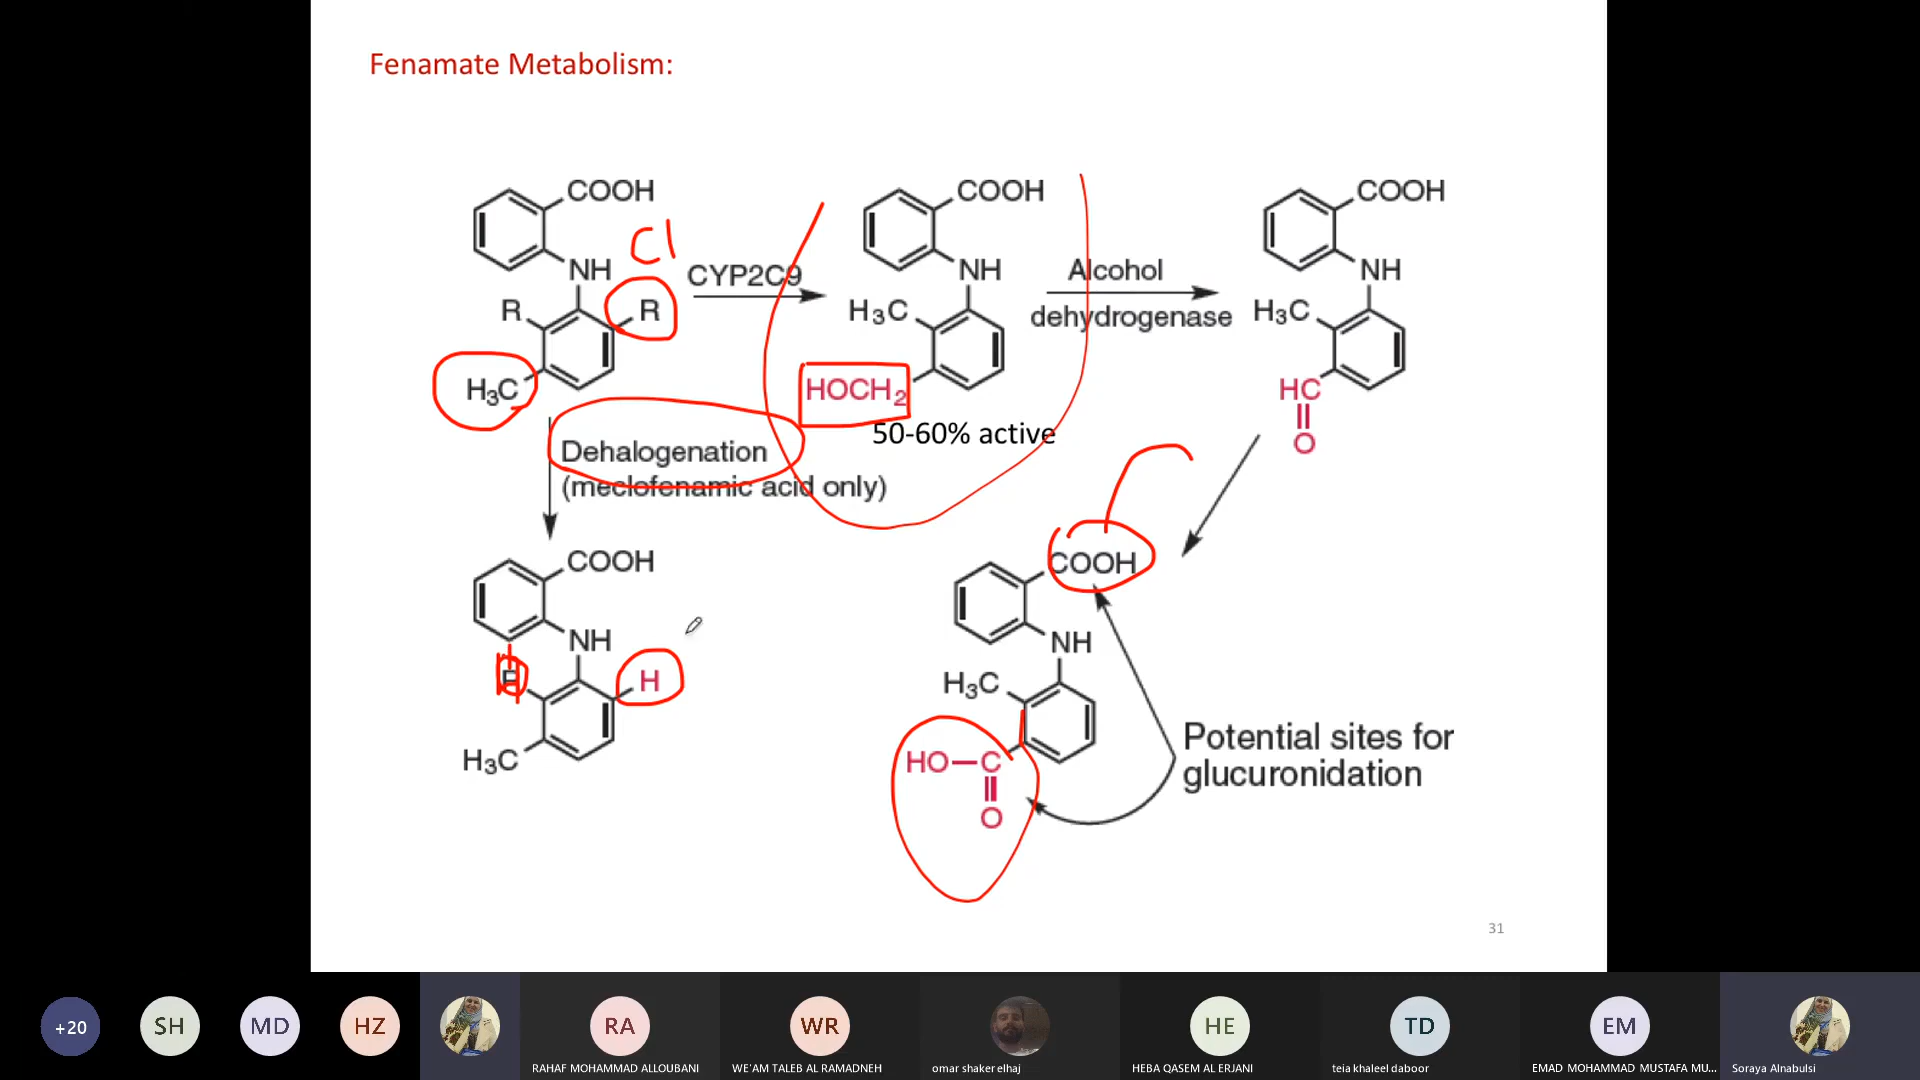 Fenamate Metabolism:
COOH
NH
Cl
R
R
H₃C
CYP2C9
COOH
NH
H₃C
HOCH₂
50-60% active
Alcohol
dehydrogenase
COOH
NH
H₃C
HC
O
Dehalogenation
(meclofenamic acid only)
COOH
NH
H
H₃C
COOH
NH
H₃C
HO—C
O
Potential sites for
glucuronidation
31
+20
SH
MD
HZ
RA
RAHAF MOHAMMAD ALLOUBANI
WR
WE'AM TALEB AL RAMADNEH
omar shaker elhaj
HE
HEBA QASEM AL ERJANI
TD
teia khaleel daboor
EM
EMAD MOHAMMAD MUSTAFA MU...
Soraya Alnabulsi